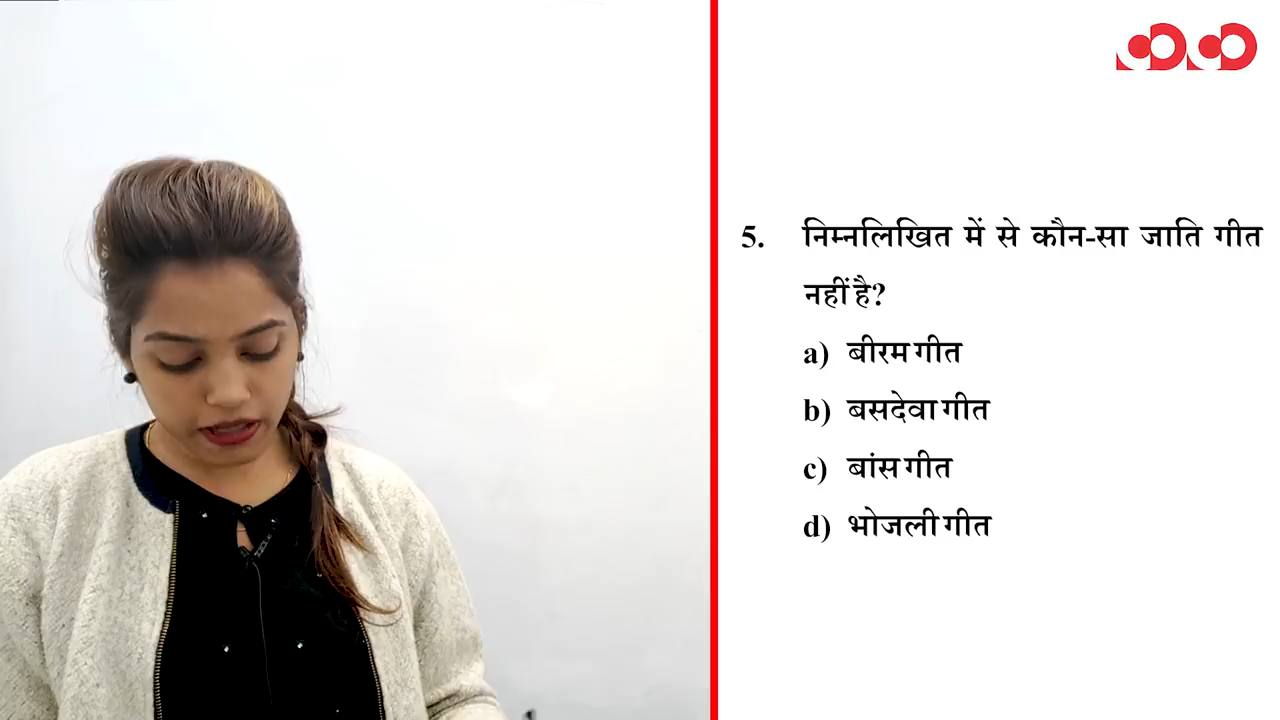 5. निम्नलिखित में से कौन-सा जाति गीत
नहीं है?
a) बीरम गीत
b) बसदेवा गीत
c) बांस गीत
d) भोजली गीत